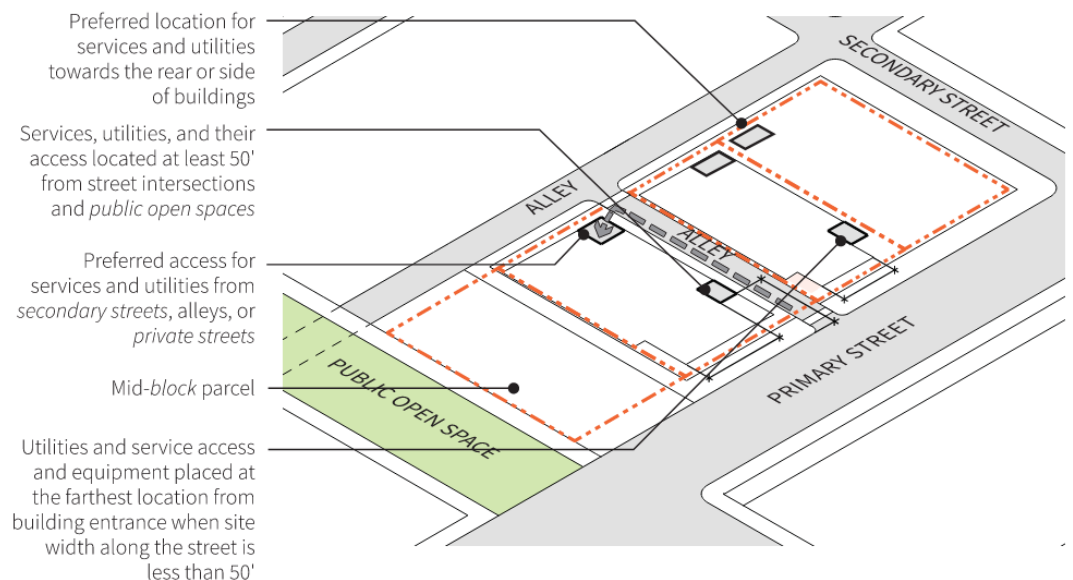 Preferred location for
services and utilities
towards the rear or side
of buildings
Services, utilities, and their
access located at least 50'
from street intersections
and public open spaces
Preferred access for
services and utilities from
secondary streets, alleys, or
private streets
Mid-block parcel
Utilities and service access
and equipment placed at
the farthest location from
building entrance when site
width along the street is
less than 50'
SECONDARY STREET
ALLEY
ALLEY
PRIMARY STREET
PUBLIC OPEN SPACE